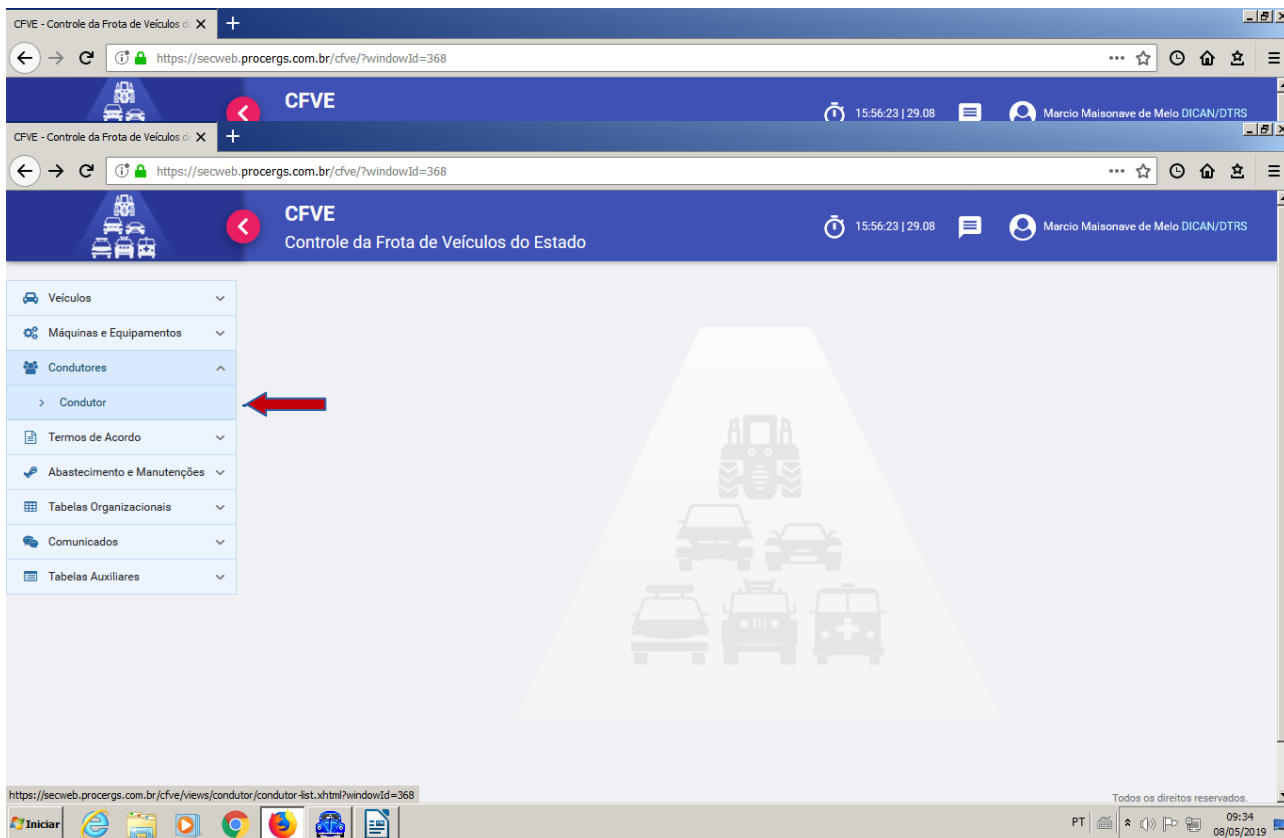 CFVE - Controle da Frota de Veículos d
https://secweb.procergs.com.br/cfve/?windowId=368
CFVE
15:56:23 | 29.08
Marcio Maisonave de Melo DICAN/DTRS
CFVE - Controle da Frota de Veículos d
https://secweb.procergs.com.br/cfve/?windowId=368
CFVE
Controle da Frota de Veículos do Estado
15:56:23 | 29.08
Marcio Maisonave de Melo DICAN/DTRS
Veículos
Máquinas e Equipamentos
Condutores
Condutor
Termos de Acordo
Abastecimento e Manutenções
Tabelas Organizacionais
Comunicados
Tabelas Auxiliares
https://secweb.procergs.com.br/cfve/views/condutor/condutor-list.xhtml?windowId=368
Todos os direitos reservados.
Iniciar
PT
09:34
08/05/2019